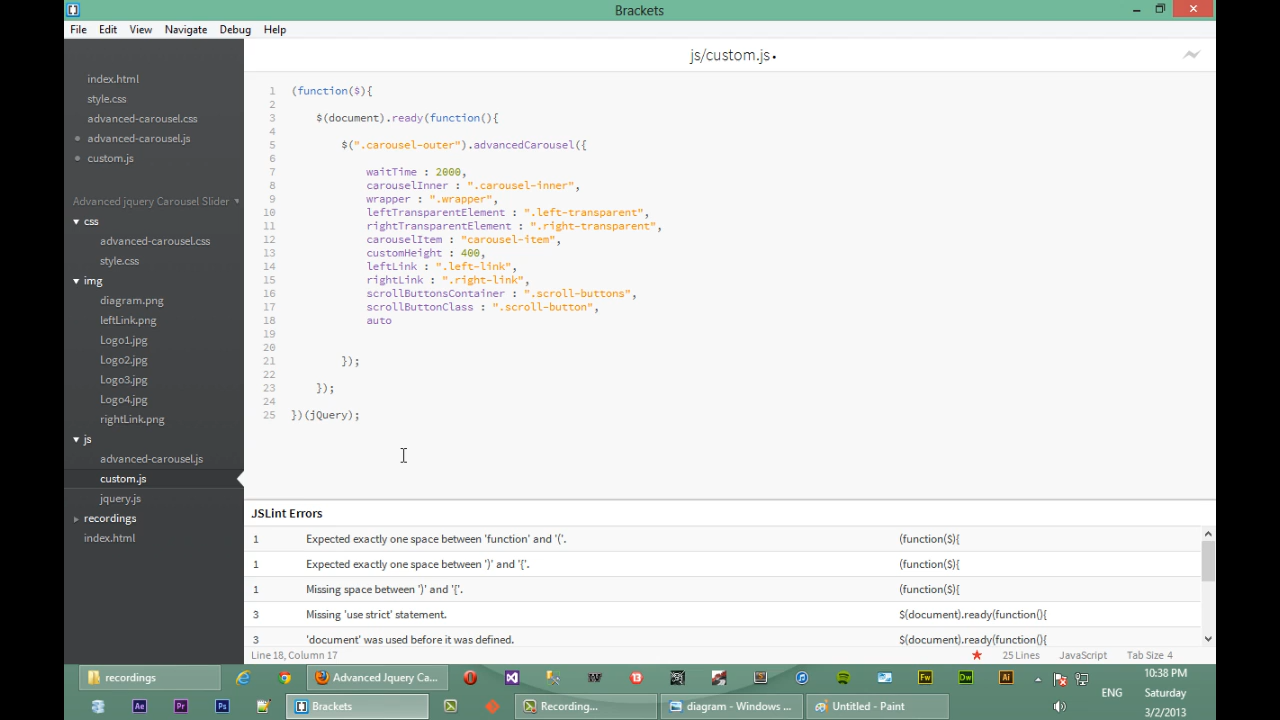 Brackets
File Edit View Navigate Debug Help
js/custom.js•
index.html
style.css
advanced-carousel.css
advanced-carousel.js
custom.js
Advanced jquery Carousel Slider
css
advanced-carousel.css
style.css
img
diagram.png
leftLink.png
Logo1.jpg
Logo2.jpg
Logo3.jpg
Logo4.jpg
rightLink.png
js
advanced-carousel.js
custom.js
jquery.js
recordings
index.html
1 (function($){
2
3 $(document).ready(function(){
4
5 $(".carousel-outer").advancedCarousel({
6
7 waitTime : 2000,
8 carouselInner : ".carousel-inner",
9 wrapper : ".wrapper",
10 leftTransparentElement : ".left-transparent",
11 rightTransparentElement : ".right-transparent",
12 carouselItem : "carousel-item",
13 customHeight : 400,
14 leftLink : ".left-link",
15 rightLink : ".right-link",
16 scrollButtonsContainer : ".scroll-buttons",
17 scrollButtonClass : ".scroll-button",
18 auto
19
20
21 });
22
23 });
24
25 })(jQuery);
JSLint Errors
1 Expected exactly one space between 'function' and '('. (function($){
1 Expected exactly one space between ')' and '{'. (function($){
1 Missing space between ')' and '{'. (function($){
3 Missing 'use strict' statement. $(document).ready(function(){
3 'document' was used before it was defined. $(document).ready(function(){
Line 18, Column 17 25 Lines JavaScript Tab Size 4
recordings Advanced Jquery Ca... Fw Dw Ai
Ae Pr Ps Brackets Recording... diagram - Windows ... Untitled - Paint
ENG
10:38 PM
Saturday
3/2/2013